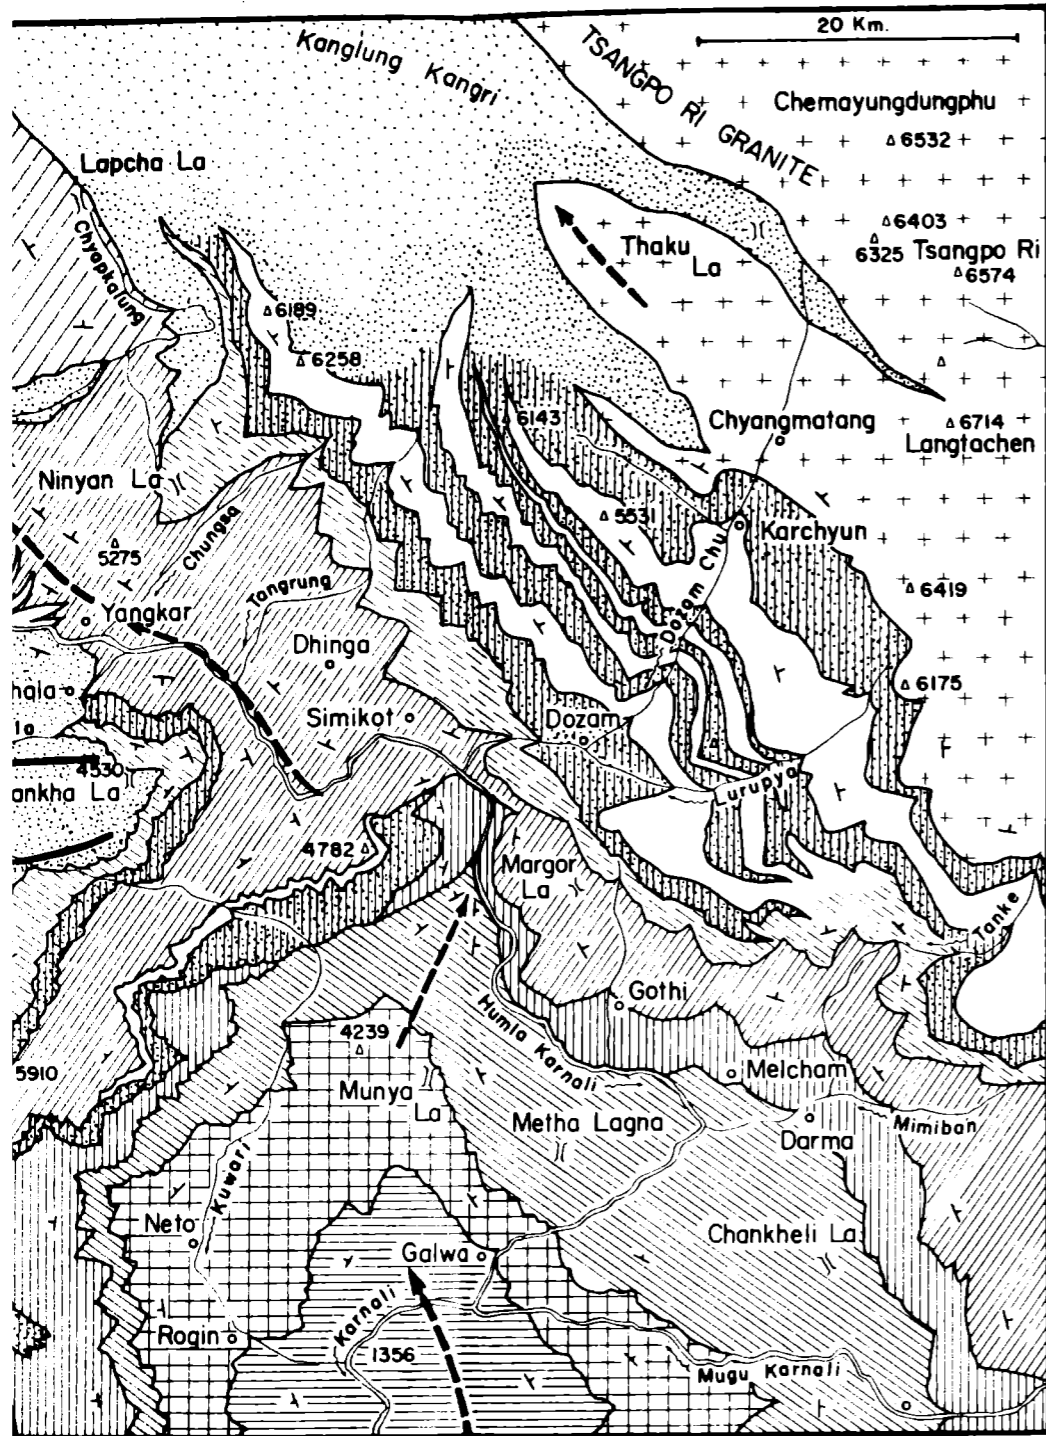 20 Km.
Kanglung Kangri
TSANGPO RI GRANITE
Chemayungdungphu
6532
Lapcha La
Chyapkalung
6403
Thaku La
6325
Tsangpo Ri
6574
6189
6258
6143
Chyangmatang
6714
Langtachen
Ninyan La
5531
Karchyun
Chungsa
5275
Dozam Chu
Tangrung
6419
Yangkar
Dhinga
hala
6175
la
Simikot
Dozam
F
4530
ankha La
Lurupya
4782
Margor La
Tanke
Gothi
Humla Karnali
4239
5910
Munya La
Melcham
Metha Lagna
Darma
Mimiban
Kuwari
Neto
Galwa
Chankheli La
Karnali
Rogin
1356
Mugu Karnali